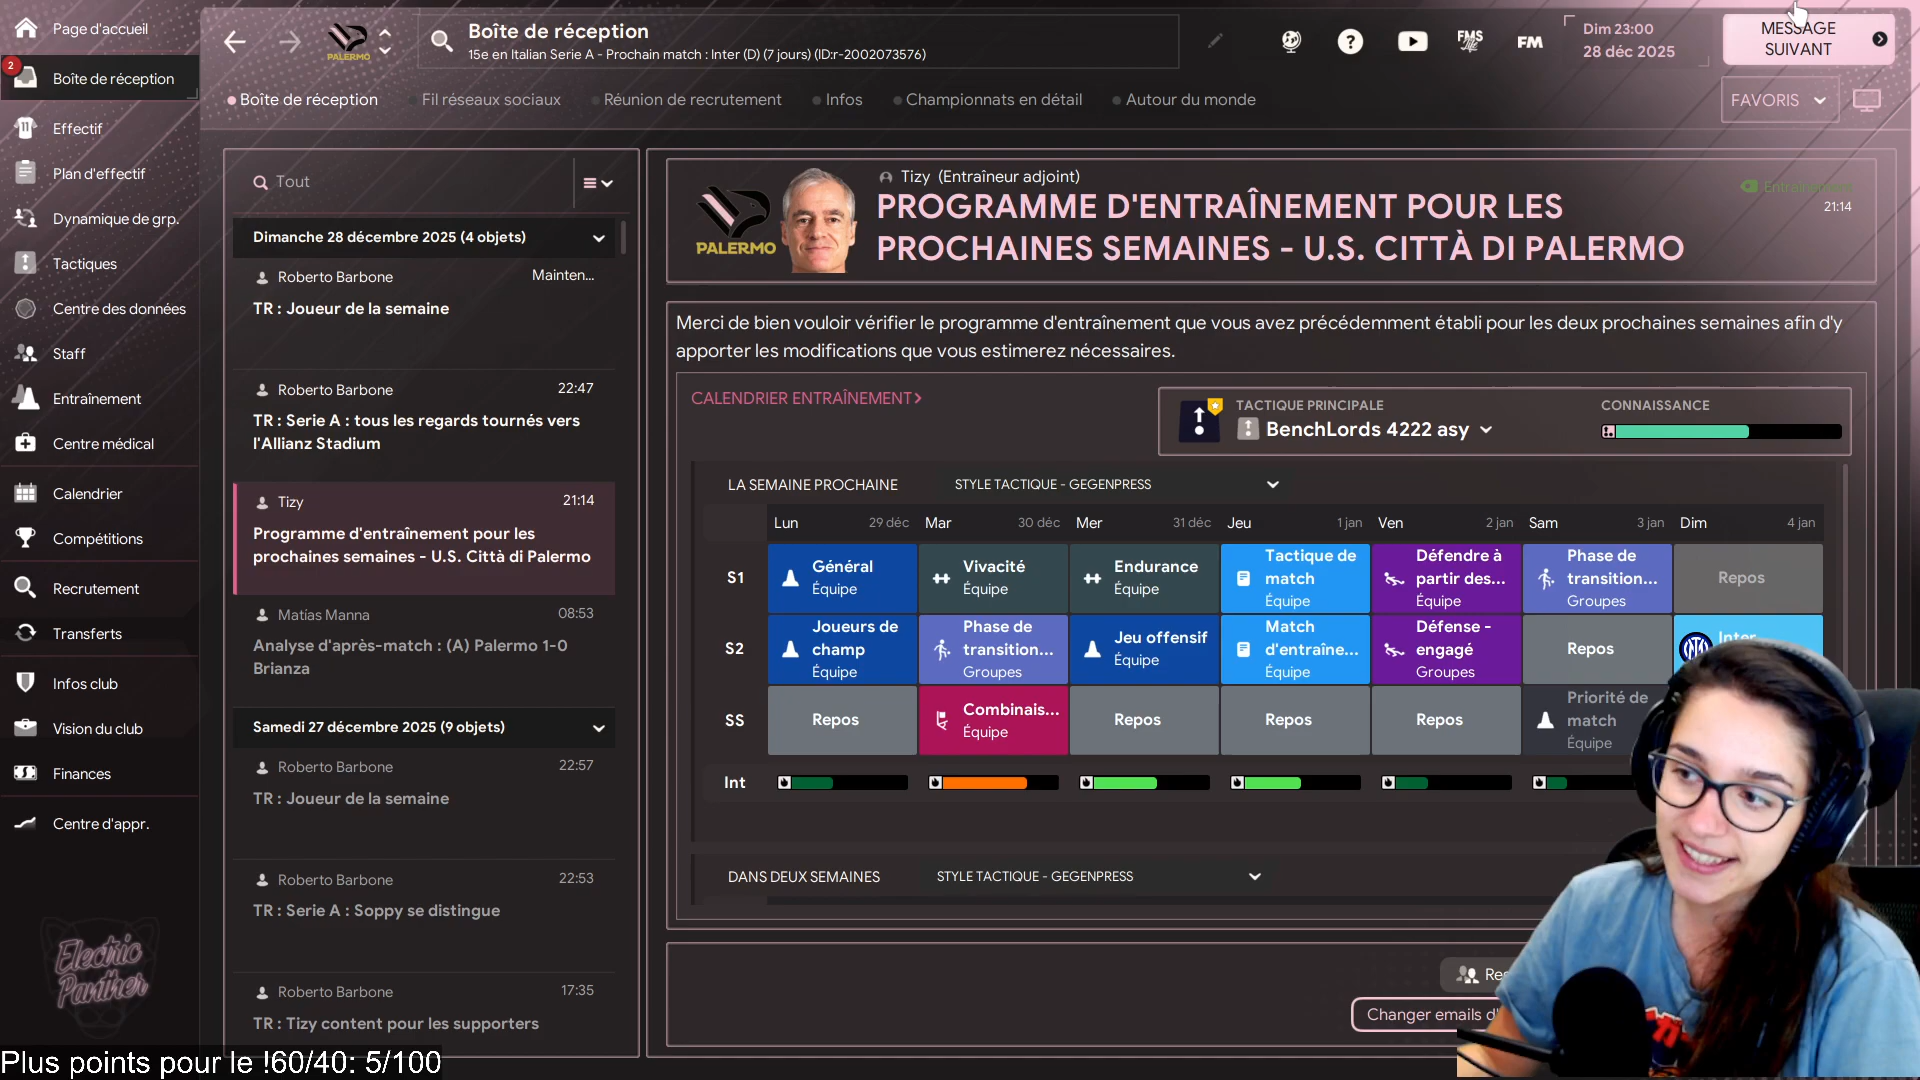 Page d'accueil
2
Boîte de réception
Effectif
Plan d'effectif
Dynamique de grp.
Tactiques
Centre des données
Staff
Entraînement
Centre médical
Calendrier
Compétitions
Recrutement
Transferts
Infos club
Vision du club
Finances
Centre d'appr.
Electric
Panther
PALERMO
Boîte de réception
15e en Italian Serie A - Prochain match : Inter (D) (7 jours) (ID:r-2002073576)
FM
Dim 23:00
28 déc 2025
MESSAGE
SUIVANT
Boîte de réception
Fil réseaux sociaux
Réunion de recrutement
Infos
Championnats en détail
Autour du monde
FAVORIS
Tout
Dimanche 28 décembre 2025 (4 objets)
Roberto Barbone
Mainten...
TR : Joueur de la semaine
Roberto Barbone
22:47
TR : Serie A : tous les regards tournés vers
l'Allianz Stadium
Tizy
21:14
Programme d'entraînement pour les
prochaines semaines - U.S. Città di Palermo
Matías Manna
08:53
Analyse d'après-match : (A) Palermo 1-0
Brianza
Samedi 27 décembre 2025 (9 objets)
Roberto Barbone
22:57
TR : Joueur de la semaine
Roberto Barbone
22:53
TR : Serie A : Soppy se distingue
Roberto Barbone
17:35
TR : Tizy content pour les supporters
PALERMO
Tizy (Entraîneur adjoint)
PROGRAMME D'ENTRAÎNEMENT POUR LES
PROCHAINES SEMAINES - U.S. CITTÀ DI PALERMO
21:14
Merci de bien vouloir vérifier le programme d'entraînement que vous avez précédemment établi pour les deux prochaines semaines afin d'y
apporter les modifications que vous estimerez nécessaires.
CALENDRIER ENTRAÎNEMENT>
TACTIQUE PRINCIPALE
BenchLords 4222 asy
CONNAISSANCE
LA SEMAINE PROCHAINE
STYLE TACTIQUE - GEGENPRESS
Lun 29 déc Mar 30 déc Mer 31 déc Jeu 1 jan Ven 2 jan Sam 3 jan Dim 4 jan
S1
Général
Équipe
Vivacité
Équipe
Endurance
Équipe
Tactique de
match
Équipe
Défendre à
partir des...
Équipe
Phase de
transition...
Groupes
Repos
S2
Joueurs de
champ
Équipe
Phase de
transition...
Groupes
Jeu offensif
Équipe
Match
d'entraîne...
Équipe
Défense -
engagé
Groupes
Repos
Inter
SS
Repos
Combinais...
Équipe
Repos
Repos
Repos
Priorité de
match
Équipe
Int
DANS DEUX SEMAINES
STYLE TACTIQUE - GEGENPRESS
Changer emails
Plus points pour le !60/40: 5/100